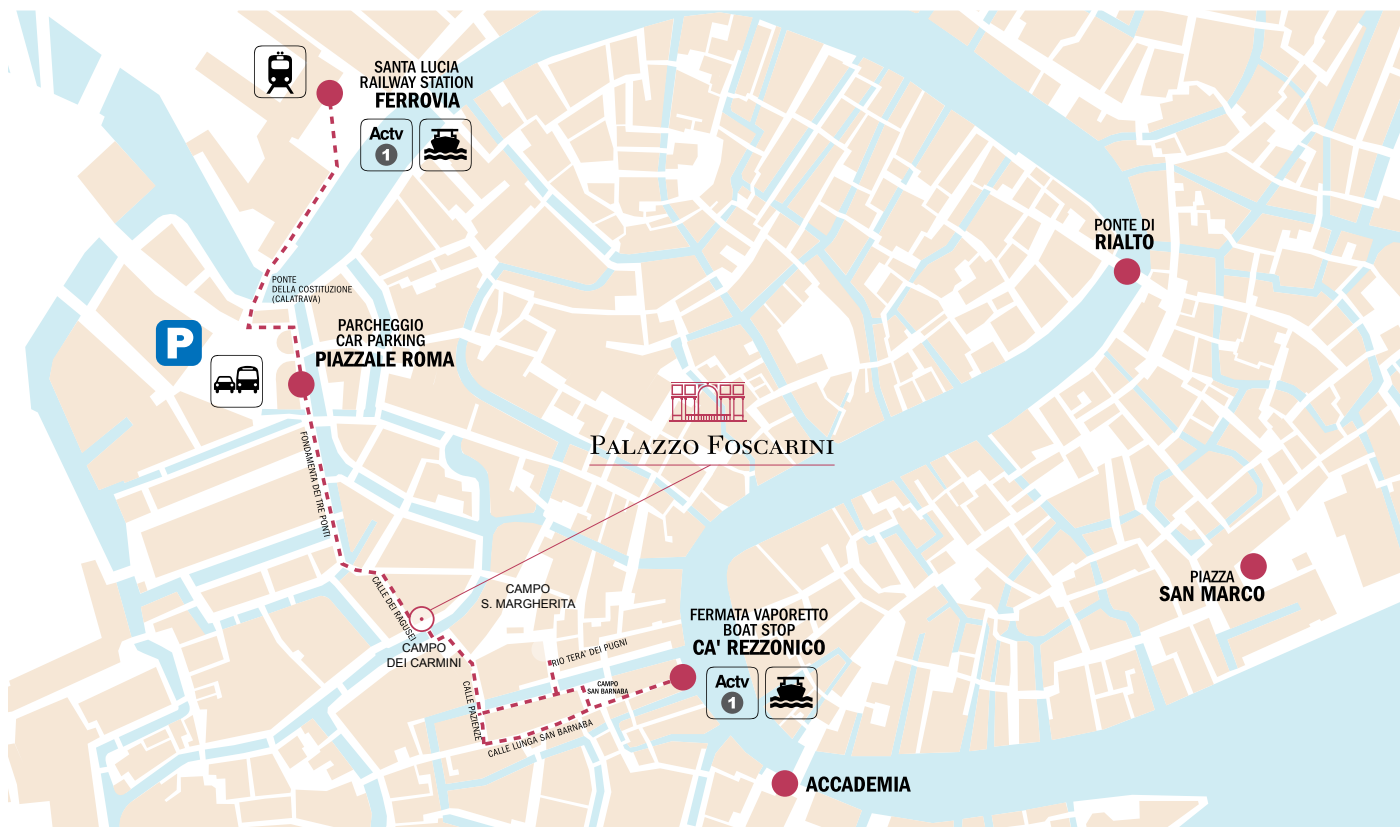 SANTA LUCIA
RAILWAY STATION
FERROVIA
Actv
1
PONTE DI
RIALTO
PONTE
DELLA COSTITUZIONE
(CALATRAVA)
P
PARCHEGGIO
CAR PARKING
PIAZZALE ROMA
PALAZZO FOSCARINI
FONDAMENTA DEI TRE PONTI
CALLE DEI RAGUSEI
CAMPO
S. MARGHERITA
PIAZZA
SAN MARCO
CAMPO
DEI CARMINI
FERMATA VAPORETTO
BOAT STOP
CA' REZZONICO
Actv
1
RIO TERA' DEI PUGNI
CAMPO
SAN BARNABA
CALLE PAZIENZE
CALLE LUNGA SAN BARNABA
ACCADEMIA